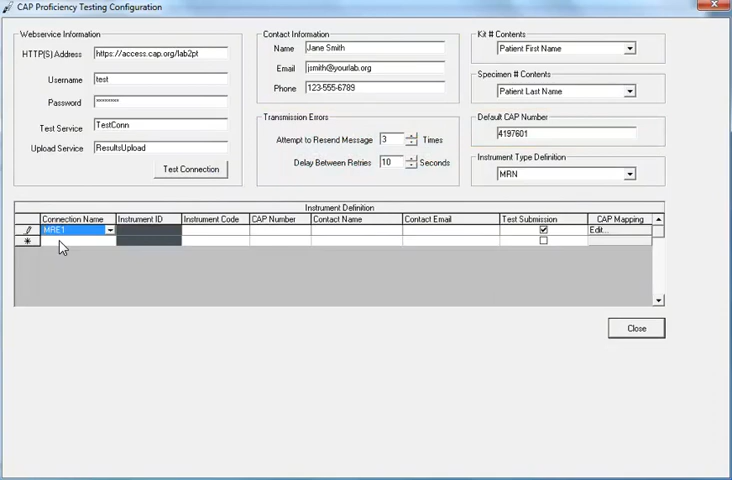 CAP Proficiency Testing Configuration
Webservice Information
HTTP(S) Address https://access.cap.org/lab2pt
Username test
Password ********
Test Service TestConn
Upload Service ResultsUpload
Test Connection
Contact Information
Name Jane Smith
Email jsmith@yourlab.org
Phone 123-555-6789
Transmission Errors
Attempt to Resend Message 3 Times
Delay Between Retries 10 Seconds
Kit # Contents
Patient First Name
Specimen # Contents
Patient Last Name
Default CAP Number
4197601
Instrument Type Definition
MRN
Instrument Definition
Connection Name Instrument ID Instrument Code CAP Number Contact Name Contact Email Test Submission CAP Mapping
MRE1 Edit...
Close